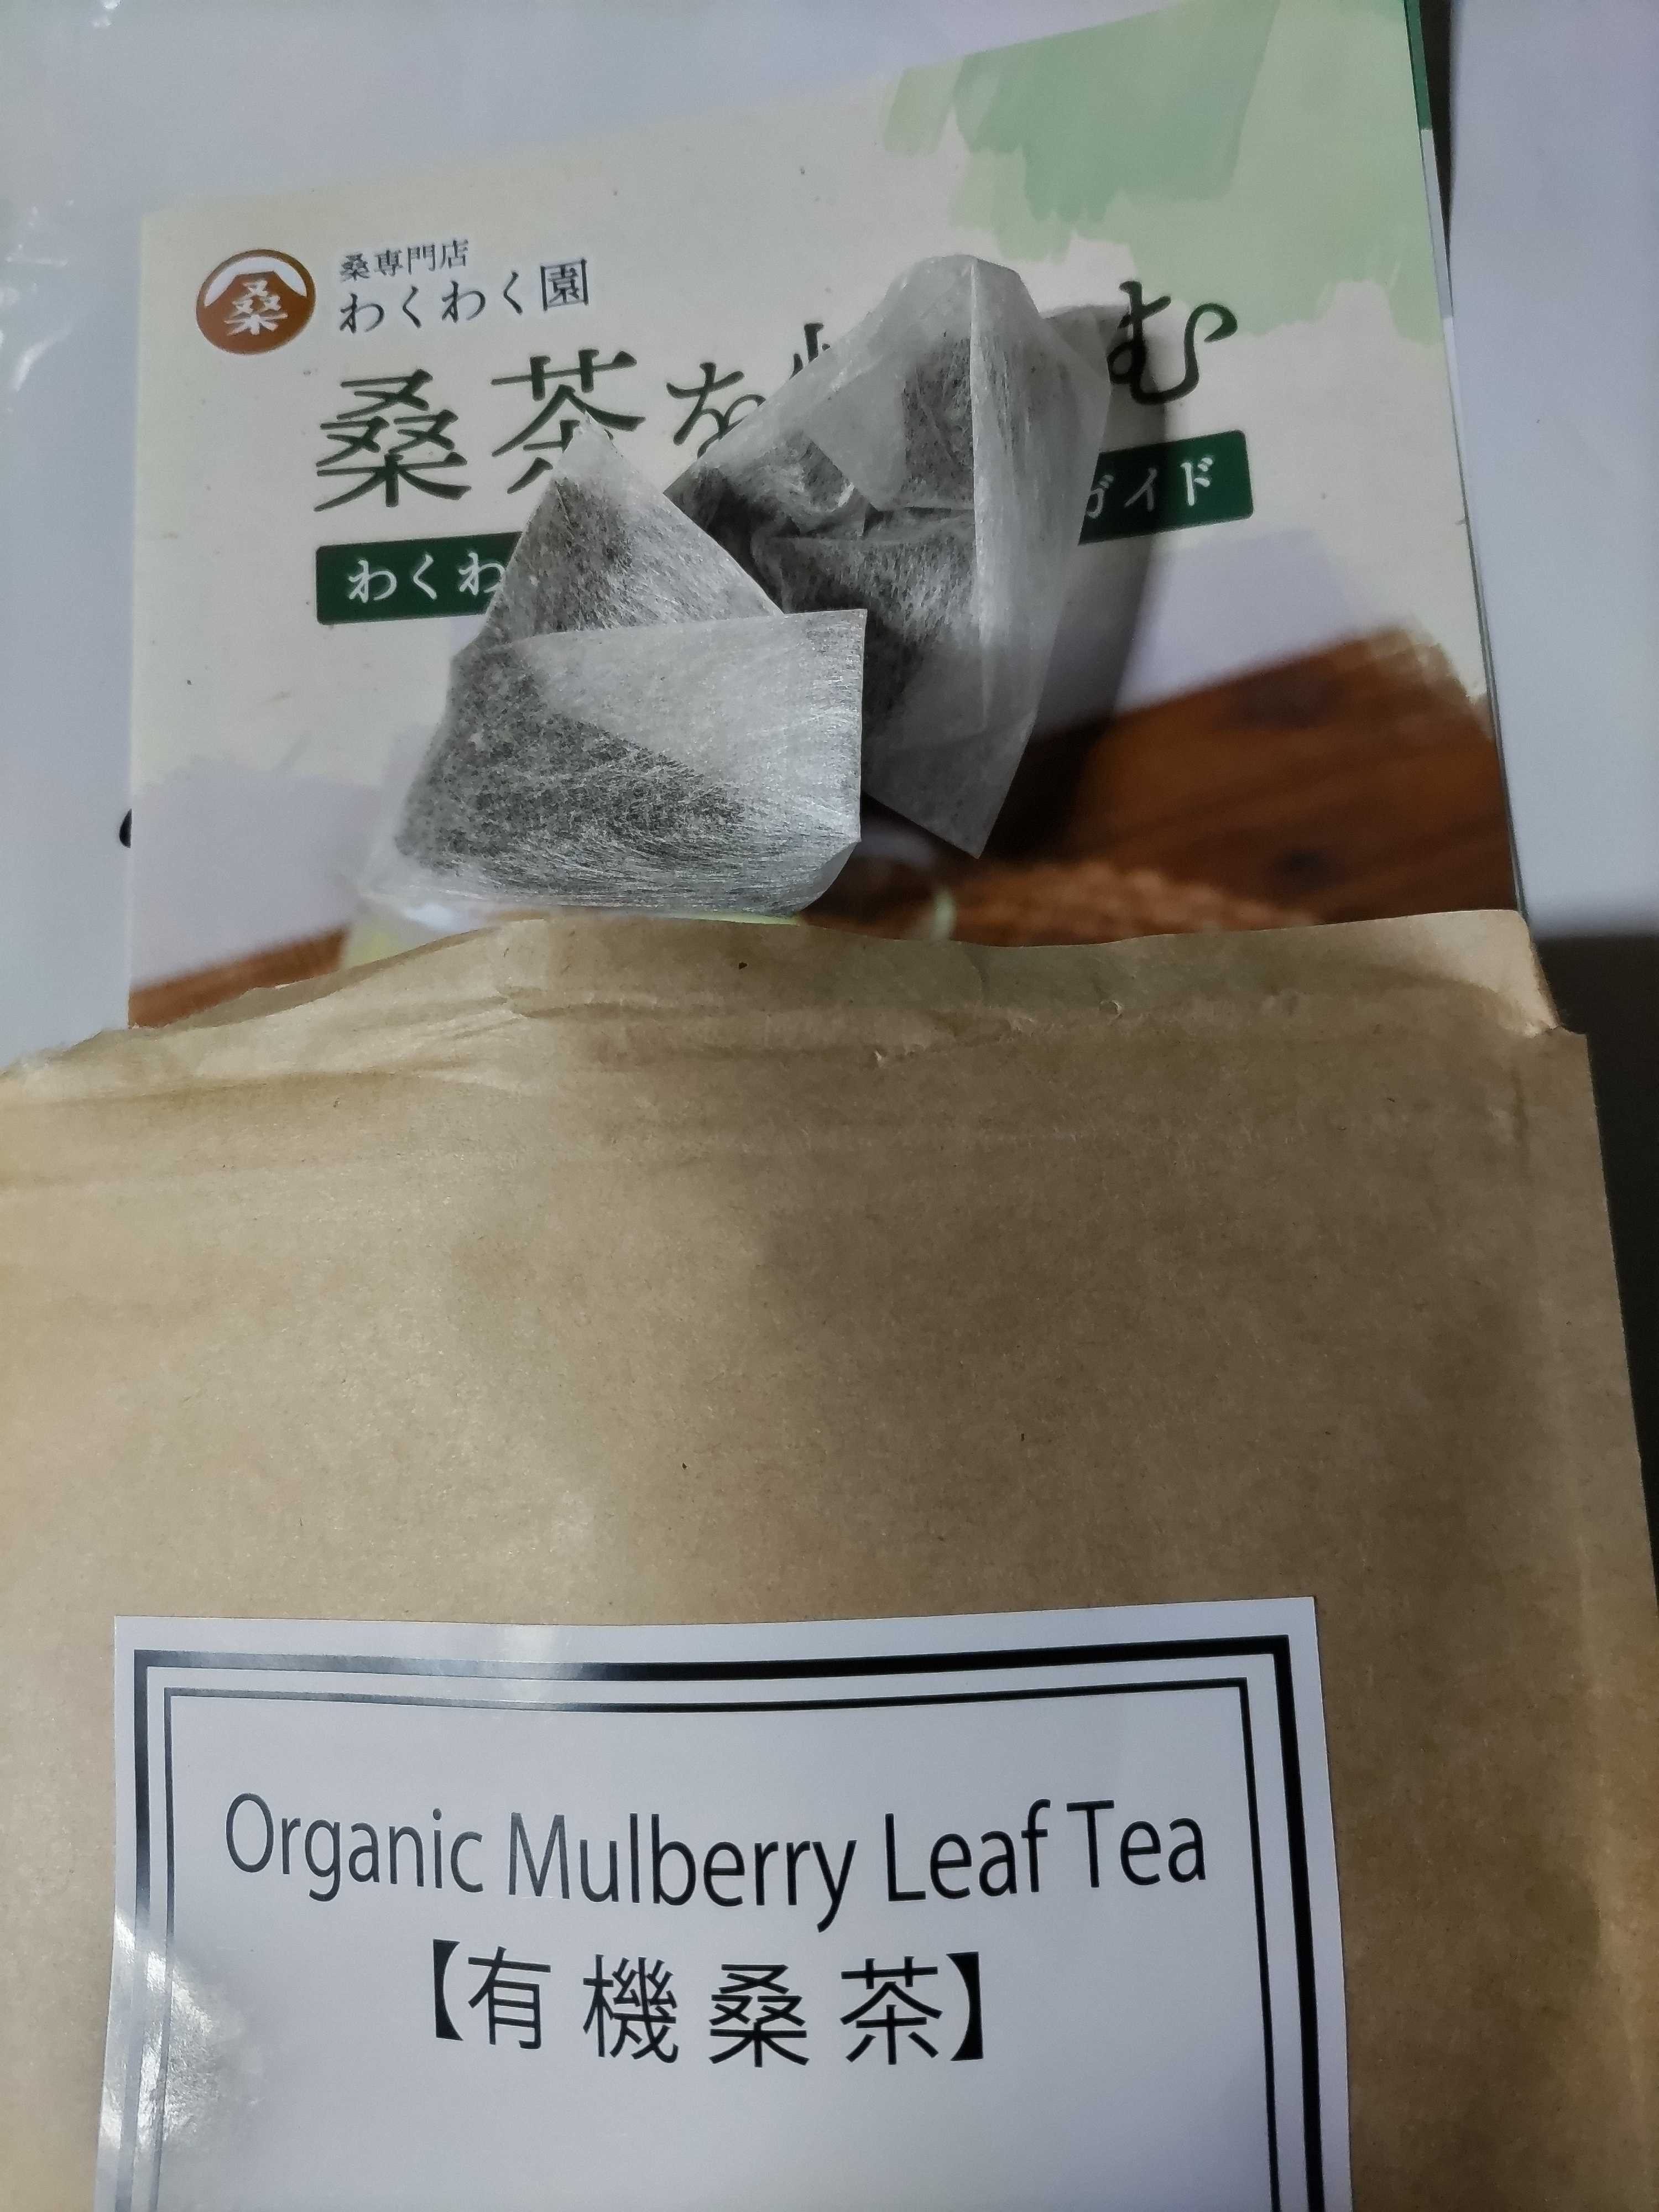 桑
桑専門店
わくわく園
桑茶を む
わくわ ガイド
Organic Mulberry Leaf Tea
【有機桑茶】